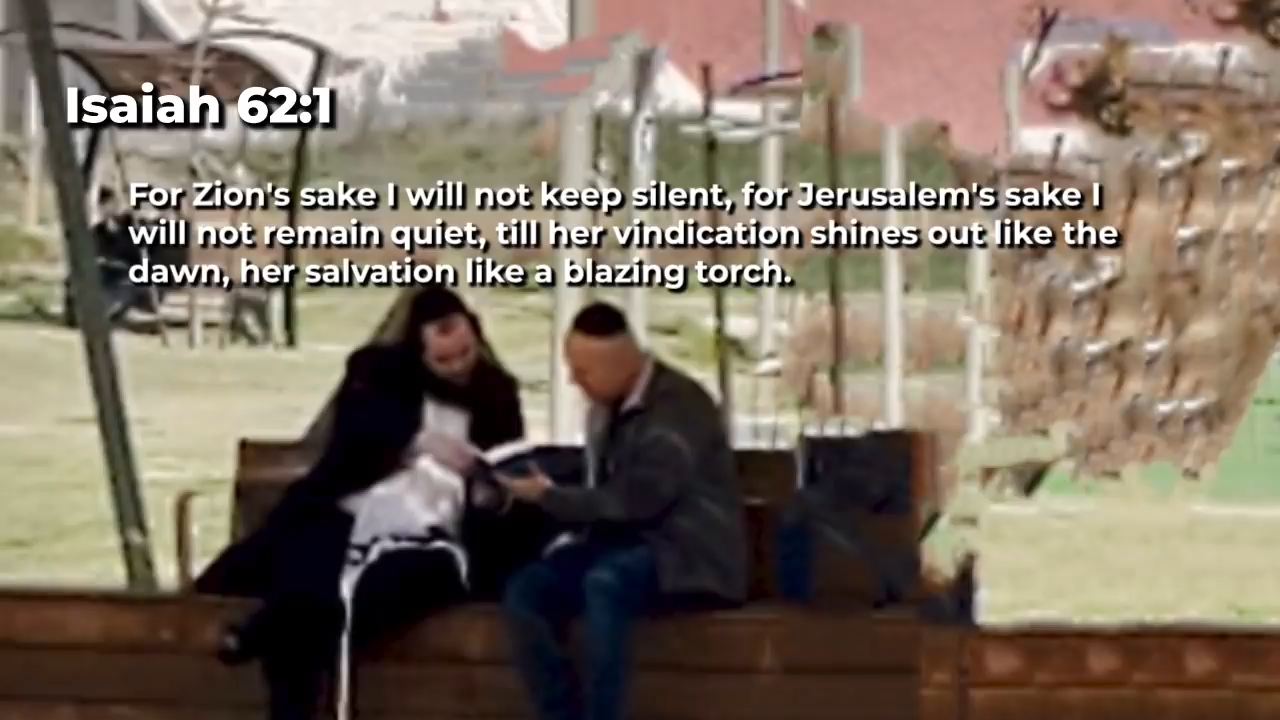 Isaiah 62:1
For Zion's sake I will not keep silent, for Jerusalem's sake I
will not remain quiet, till her vindication shines out like the
dawn, her salvation like a blazing torch.